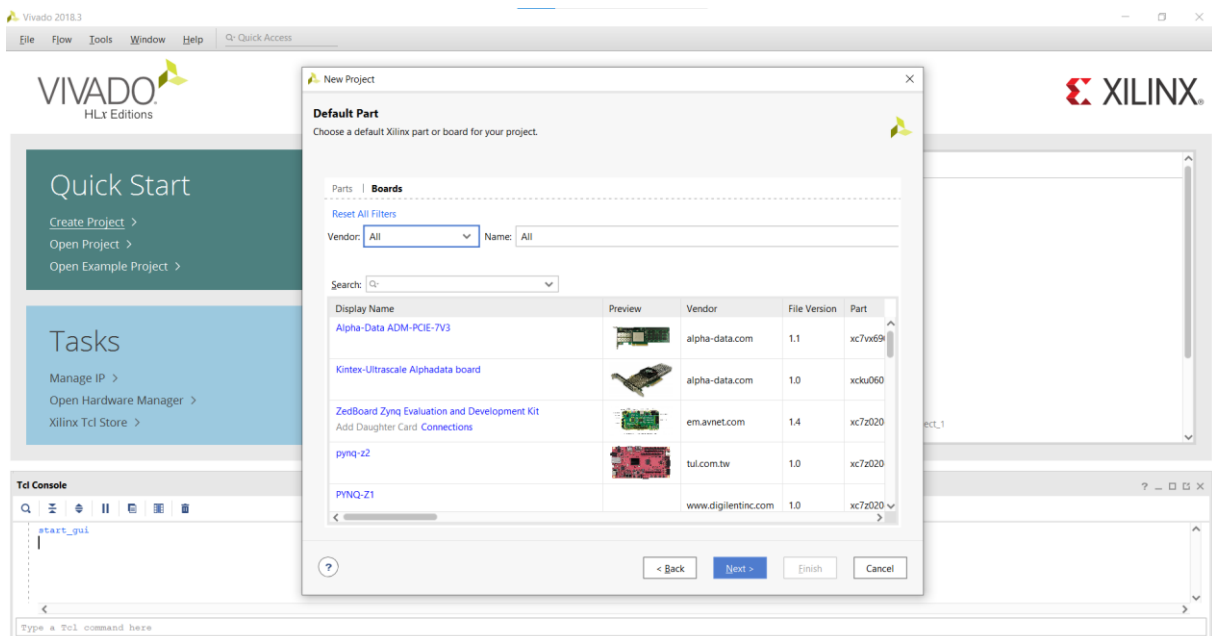 Vivado 2018.3
File Flow Tools Window Help Quick Access
VIVADO.
HLx Editions
XILINX.
Quick Start
Create Project >
Open Project >
Open Example Project >
Tasks
Manage IP >
Open Hardware Manager >
Xilinx Tcl Store >
New Project
Default Part
Choose a default Xilinx part or board for your project.
Parts | Boards
Reset All Filters
Vendor: All Name: All
Search:
Display Name Preview Vendor File Version Part
Alpha-Data ADM-PCIE-7V3 alpha-data.com 1.1 xc7vx69
Kintex-Ultrascale Alphadata board alpha-data.com 1.0 xcku060
ZedBoard Zynq Evaluation and Development Kit em.avnet.com 1.4 xc7z020
Add Daughter Card Connections
pynq-z2 tul.com.tw 1.0 xc7z020
PYNQ-Z1 www.digilentinc.com 1.0 xc7z020
? < Back Next > Finish Cancel
ect_1
Tcl Console
start_gui
Type a Tcl command here